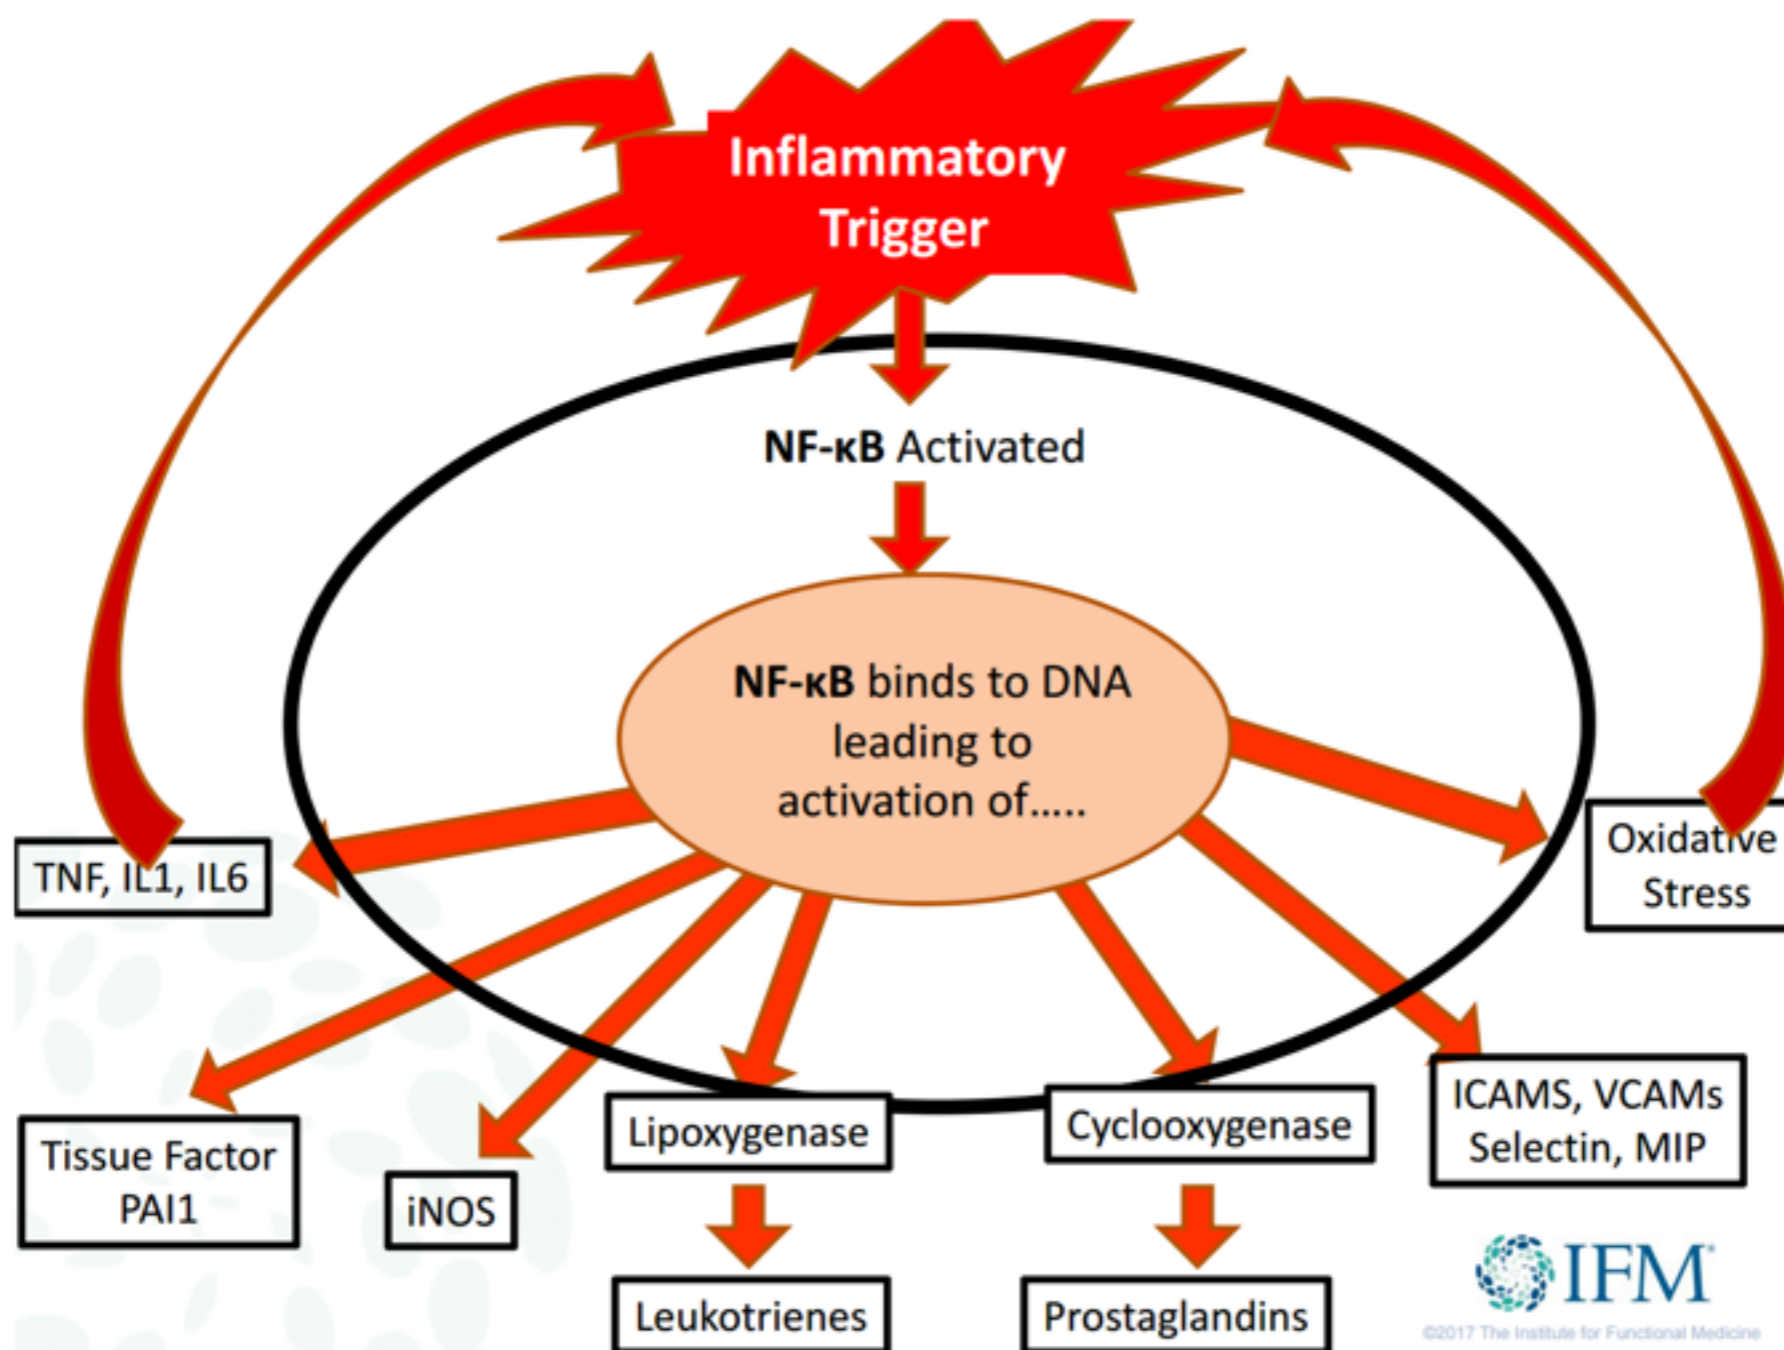 Inflammatory
Trigger
NF-κB Activated
NF-κB binds to DNA
leading to
activation of.....
TNF, IL1, IL6
Oxidative
Stress
Tissue Factor
PAI1
iNOS
Lipoxygenase
Cyclooxygenase
ICAMS, VCAMs
Selectin, MIP
Leukotrienes
Prostaglandins
IFM
©2017 The Institute for Functional Medicine